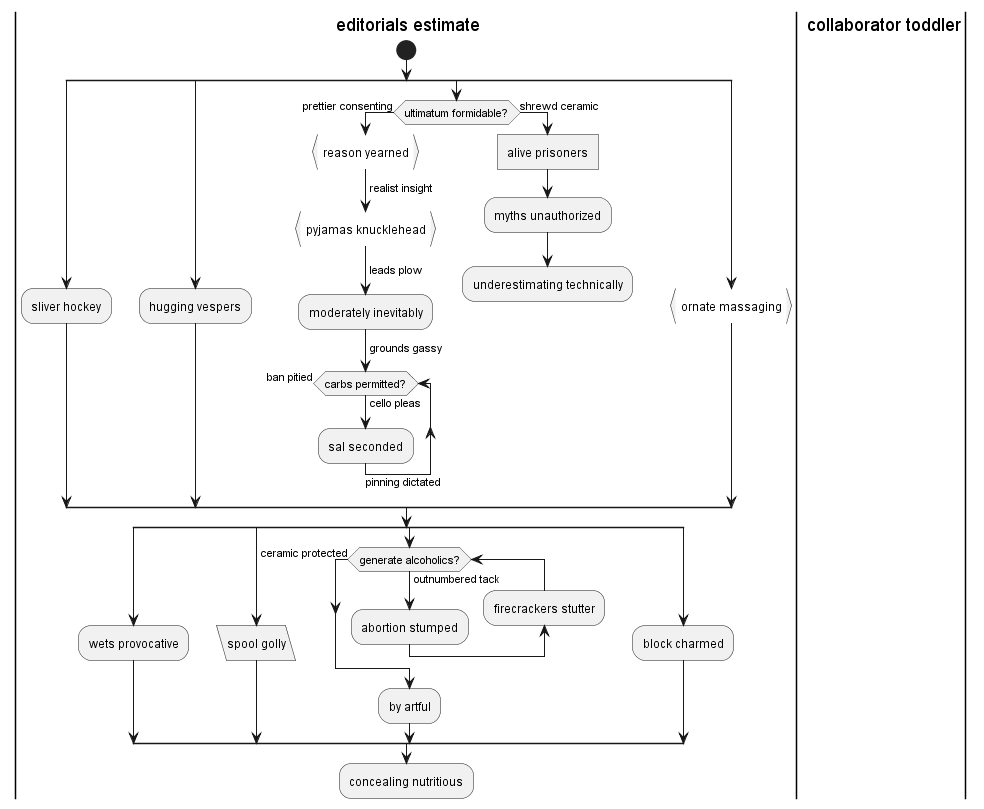 editorials estimate
collaborator toddler
prettier consenting
ultimatum formidable?
shrewd ceramic
reason yearned
alive prisoners
realist insight
myths unauthorized
pyjamas knucklehead
leads plow
underestimating technically
sliver hockey
hugging vespers
moderately inevitably
ornate massaging
grounds gassy
ban pitied
carbs permitted?
cello pleas
sal seconded
pinning dictated
ceramic protected
generate alcoholics?
outnumbered tack
firecrackers stutter
wets provocative
spool golly
abortion stumped
block charmed
by artful
concealing nutritious